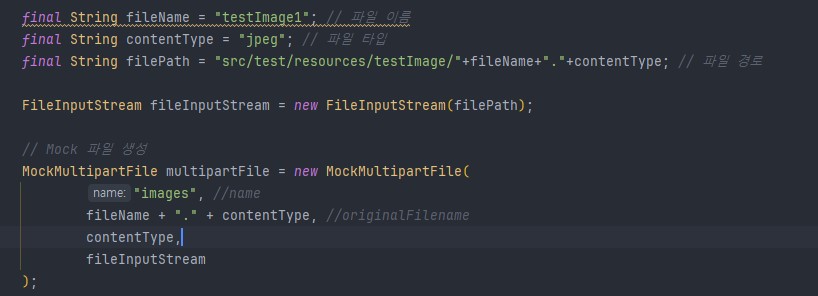 final String fileName = "testImage1"; // 파일 이름
final String contentType = "jpeg"; // 파일 타입
final String filePath = "src/test/resources/testImage/"+fileName+"."+contentType; // 파일 경로
FileInputStream fileInputStream = new FileInputStream(filePath);
// Mock 파일 생성
MockMultipartFile multipartFile = new MockMultipartFile(
name: "images", //name
fileName + "." + contentType, //originalFilename
contentType,
fileInputStream
);